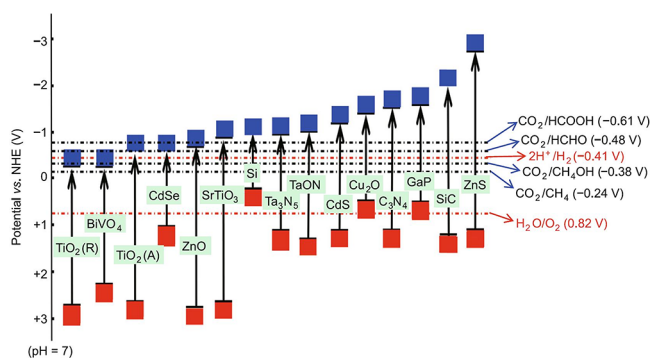 Potential vs. NHE (V)
−3
−2
−1
0
+1
+2
+3
(pH = 7)
TiO₂(R)
BiVO₄
TiO₂(A)
CdSe
ZnO
SrTiO₃
Si
Ta₃N₅
TaON
CdS
Cu₂O
C₃N₄
GaP
SiC
ZnS
CO₂/HCOOH (−0.61 V)
CO₂/HCHO (−0.48 V)
2H⁺/H₂ (−0.41 V)
CO₂/CH₄OH (−0.38 V)
CO₂/CH₄ (−0.24 V)
H₂O/O₂ (0.82 V)